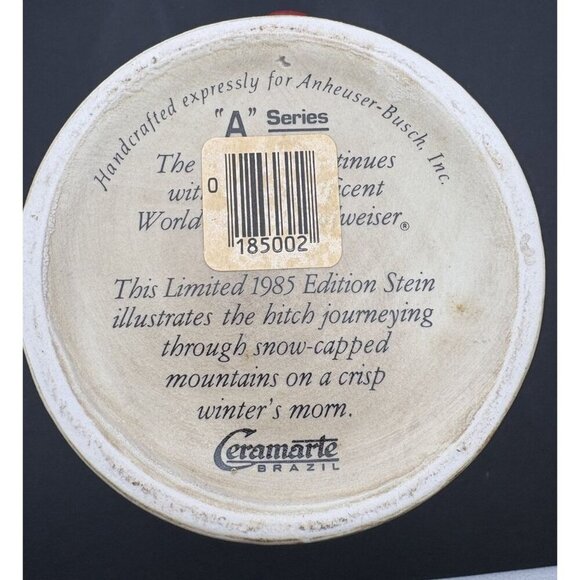 Handcrafted expressly for Anheuser-Busch, Inc.
"A" Series
The tinues
wit cent
World weiser®
0
185002
This Limited 1985 Edition Stein
illustrates the hitch journeying
through snow-capped
mountains on a crisp
winter's morn.
Ceramarte
BRAZIL